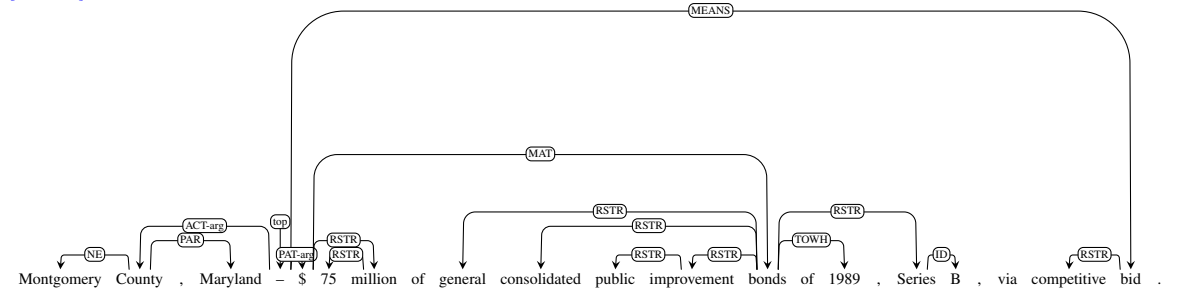 MEANS
MAT
RSTR
RSTR
RSTR
ACT-arg
top
PAR
RSTR
TOWH
NE
PAT-arg
RSTR
RSTR
RSTR
ID
RSTR
Montgomery County , Maryland – $ 75 million of general consolidated public improvement bonds of 1989 , Series B , via competitive bid .